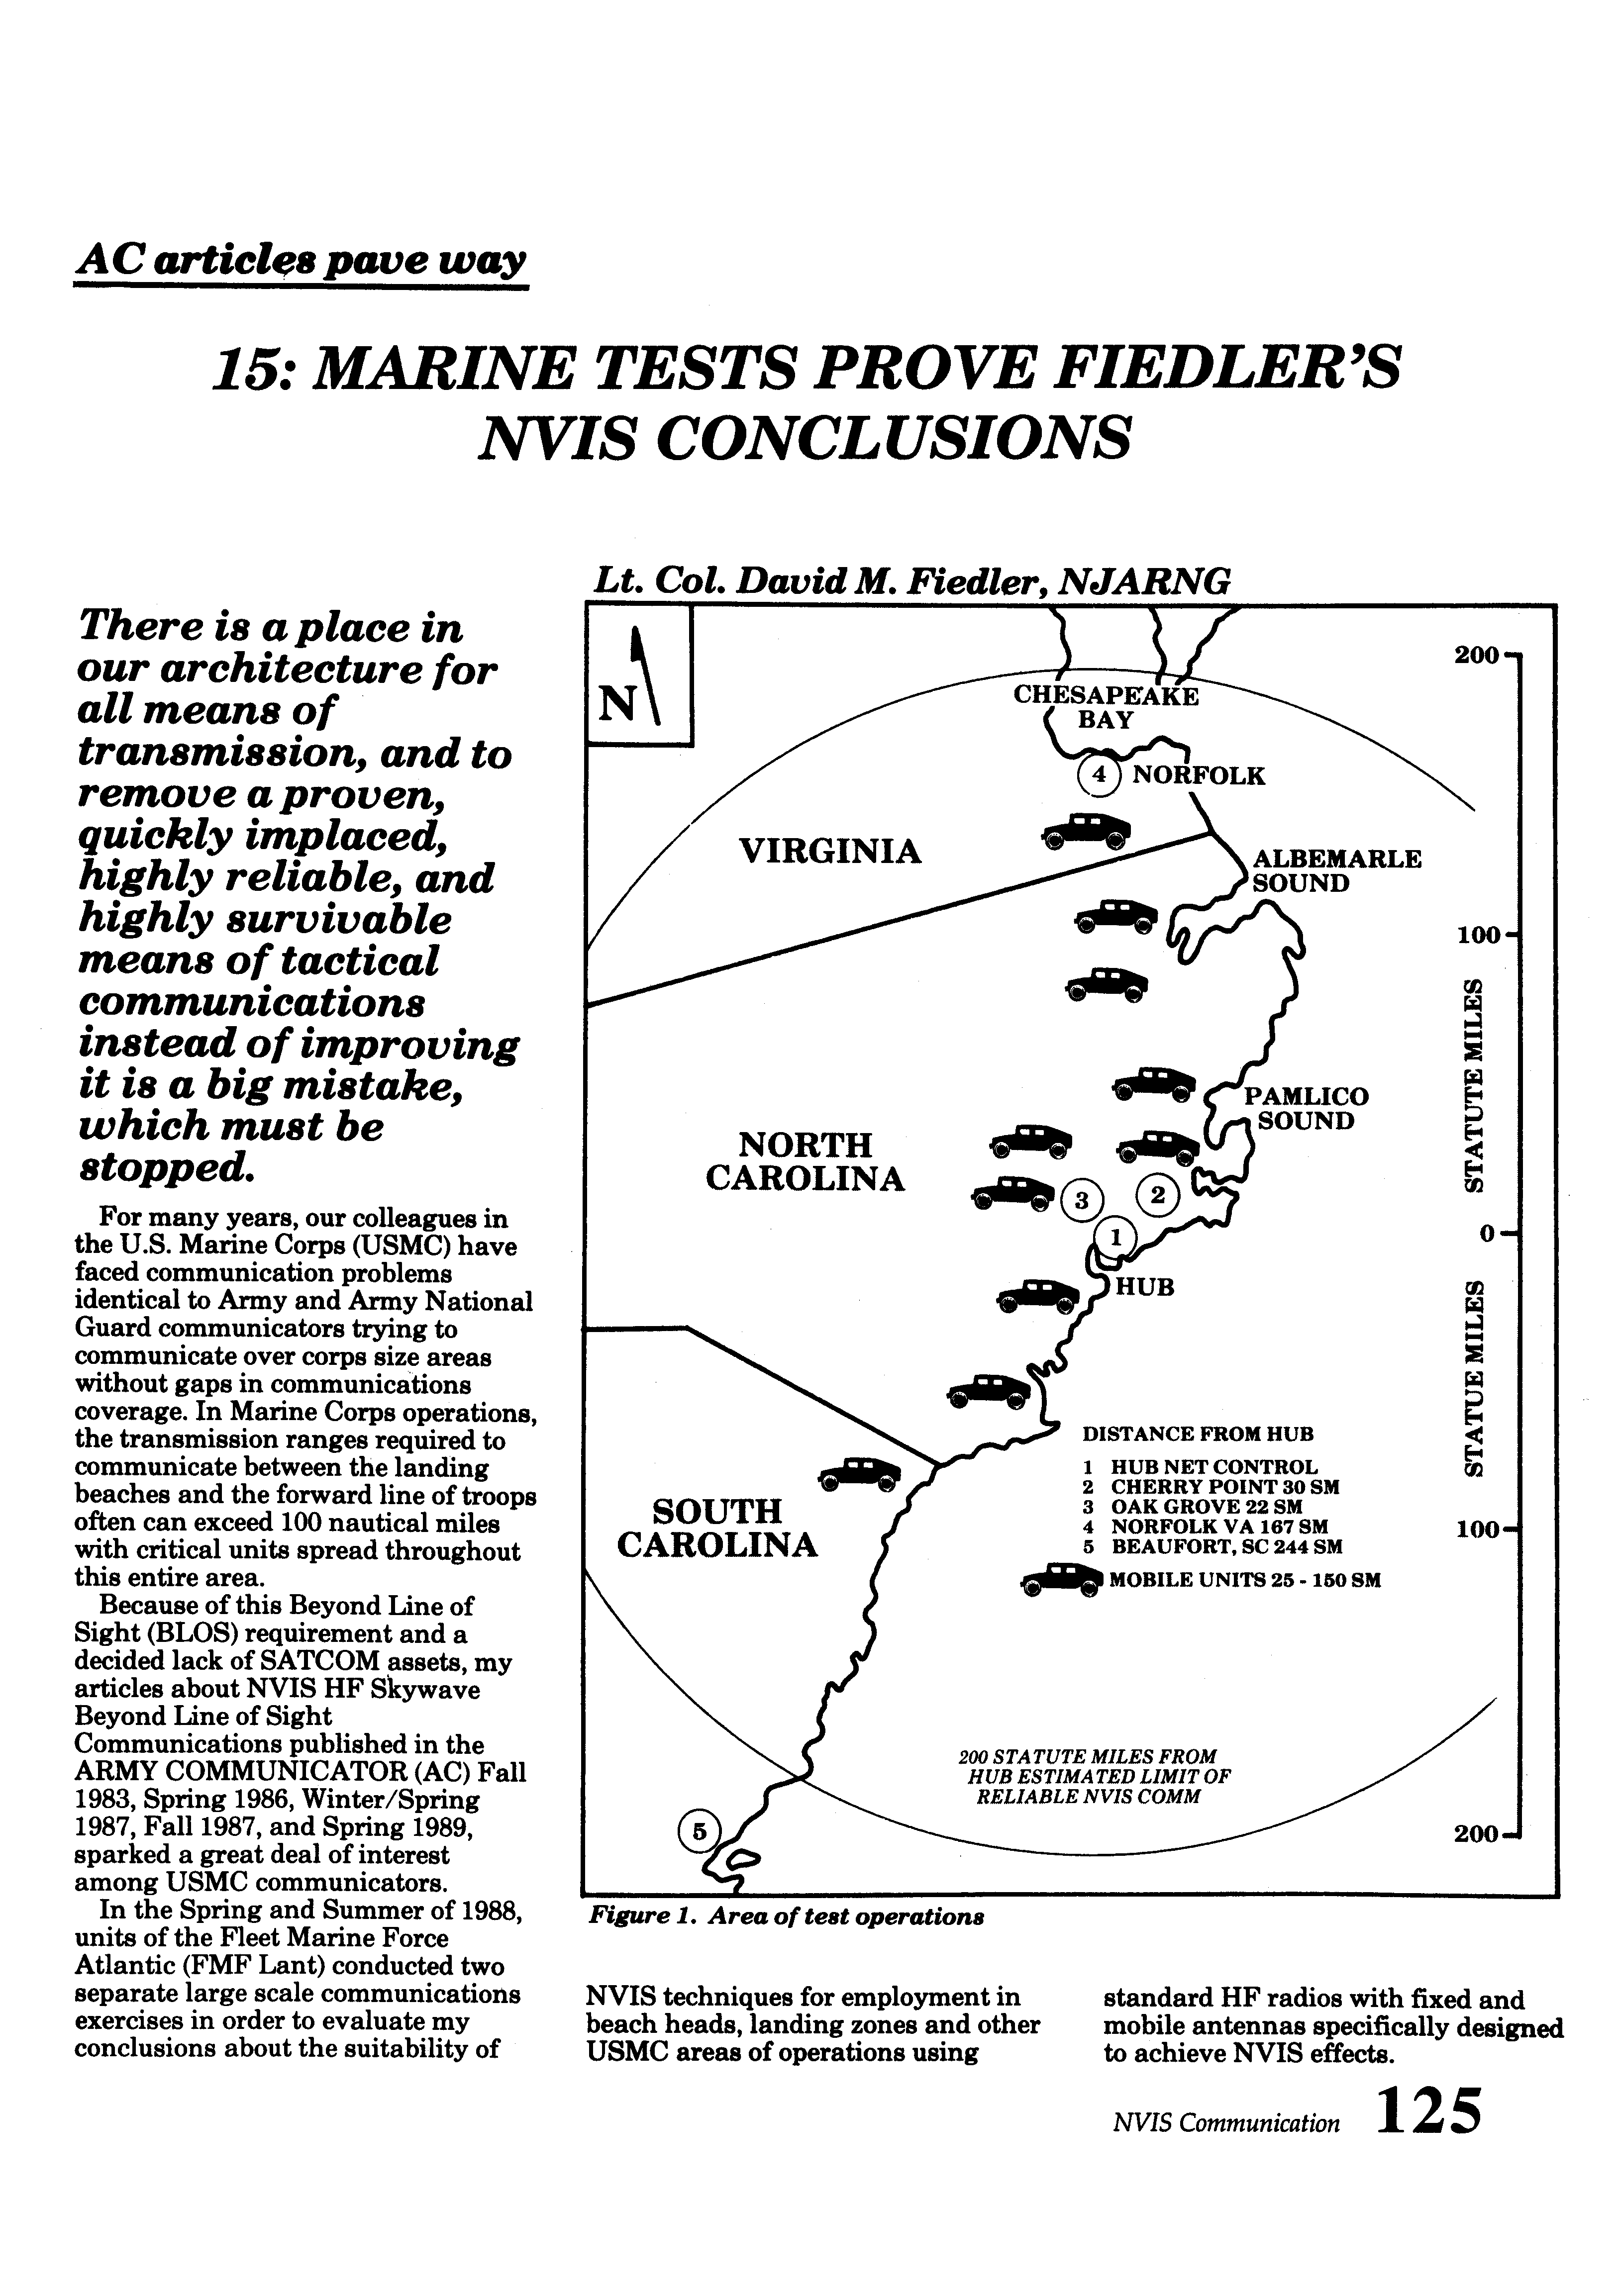 AC articles pave way
15: MARINE TESTS PROVE FIEDLER'S
NVIS CONCLUSIONS
Lt. Col. David M. Fiedler, NJARNG
There is a place in
our architecture for
all means of
transmission, and to
remove a proven,
quickly implaced,
highly reliable, and
highly survivable
means of tactical
communications
instead of improving
it is a big mistake,
which must be
stopped.
For many years, our colleagues in
the U.S. Marine Corps (USMC) have
faced communication problems
identical to Army and Army National
Guard communicators trying to
communicate over corps size areas
without gaps in communications
coverage. In Marine Corps operations,
the transmission ranges required to
communicate between the landing
beaches and the forward line of troops
often can exceed 100 nautical miles
with critical units spread throughout
this entire area.
Because of this Beyond Line of
Sight (BLOS) requirement and a
decided lack of SATCOM assets, my
articles about NVIS HF Skywave
Beyond Line of Sight
Communications published in the
ARMY COMMUNICATOR (AC) Fall
1983, Spring 1986, Winter/Spring
1987, Fall 1987, and Spring 1989,
sparked a great deal of interest
among USMC communicators.
In the Spring and Summer of 1988,
units of the Fleet Marine Force
Atlantic (FMF Lant) conducted two
separate large scale communications
exercises in order to evaluate my
conclusions about the suitability of
N
CHESAPEAKE
BAY
4 NORFOLK
VIRGINIA
ALBEMARLE
SOUND
PAMLICO
SOUND
NORTH
CAROLINA
3
2
1
HUB
SOUTH
CAROLINA
5
200
100
STATUTE MILES
0
STATUE MILES
100
200
DISTANCE FROM HUB
1 HUB NET CONTROL
2 CHERRY POINT 30 SM
3 OAK GROVE 22 SM
4 NORFOLK VA 167 SM
5 BEAUFORT, SC 244 SM
MOBILE UNITS 25 - 150 SM
200 STATUTE MILES FROM
HUB ESTIMATED LIMIT OF
RELIABLE NVIS COMM
Figure 1. Area of test operations
NVIS techniques for employment in
beach heads, landing zones and other
USMC areas of operations using
standard HF radios with fixed and
mobile antennas specifically designed
to achieve NVIS effects.
NVIS Communication 125